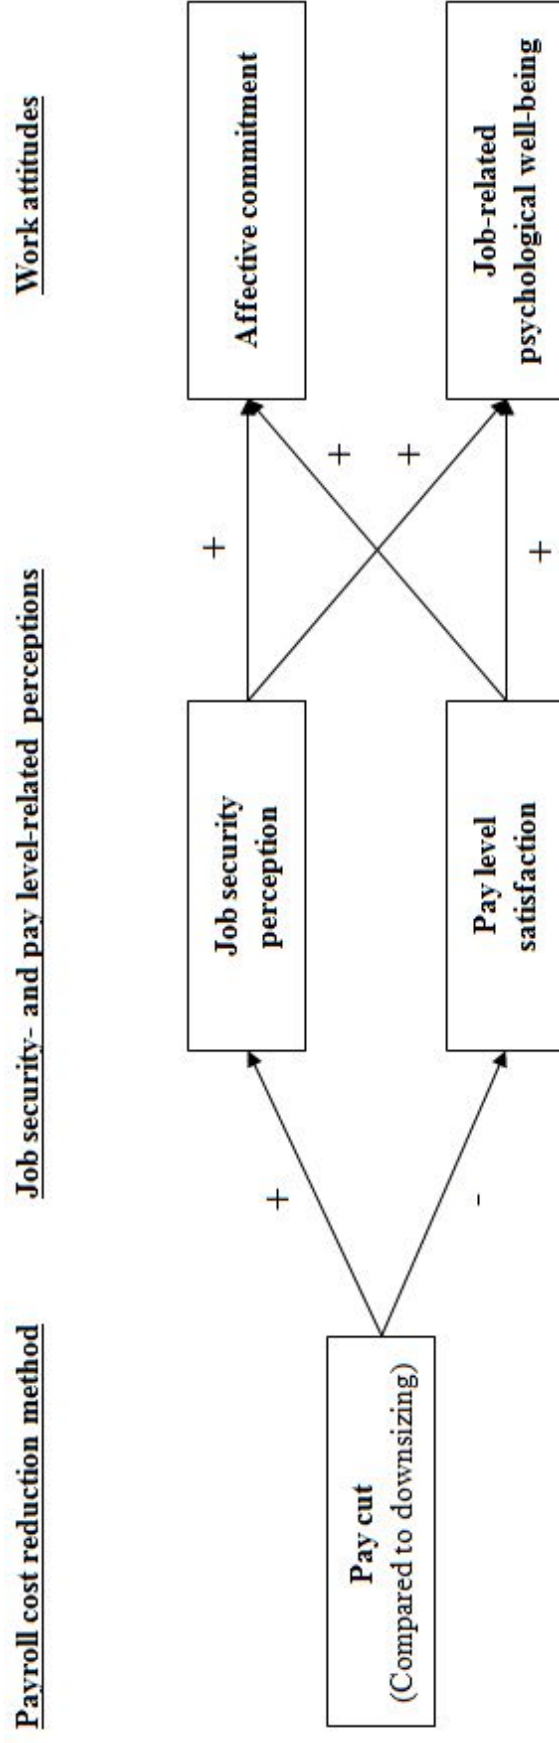 Payroll cost reduction method
Job security- and pay level-related perceptions
Work attitudes
Pay cut
(Compared to downsizing)
+
-
Job security
perception
Pay level
satisfaction
+
+
+
+
Affective commitment
Job-related
psychological well-being